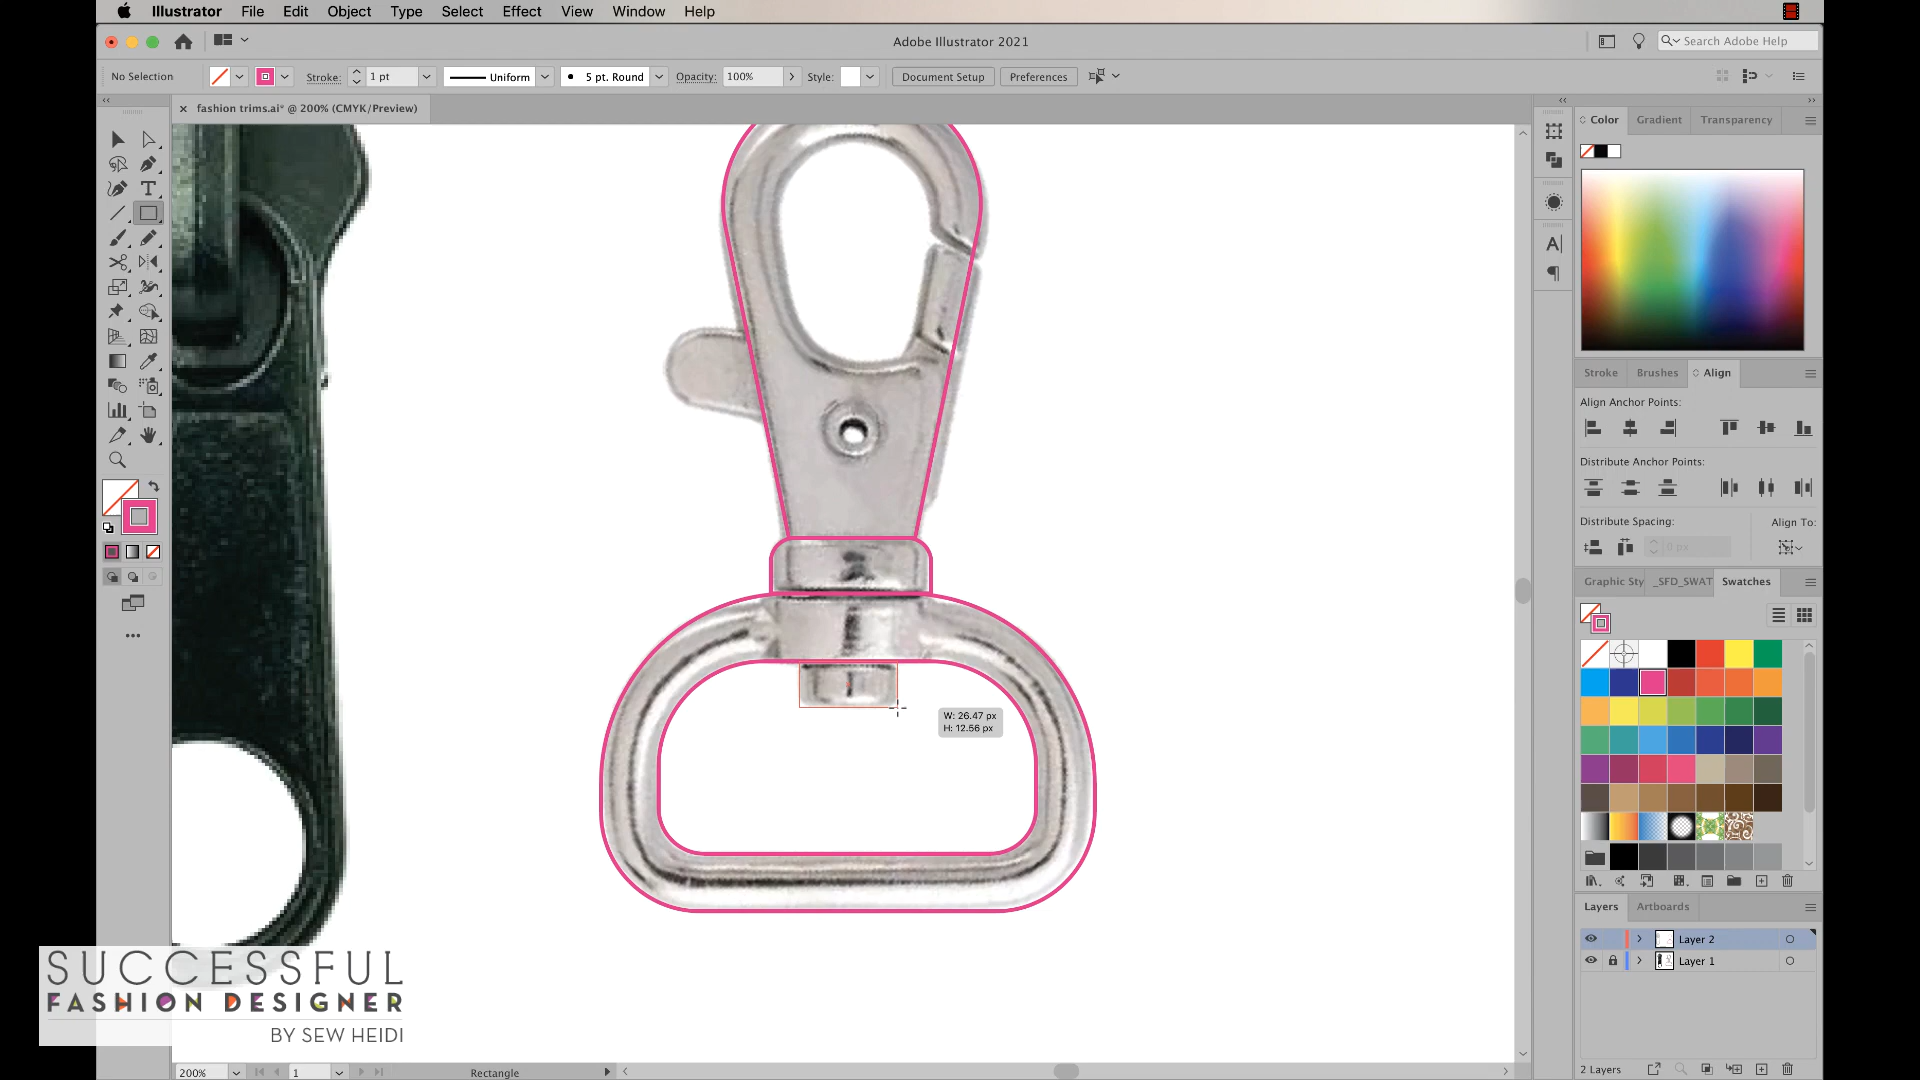 Illustrator File Edit Object Type Select Effect View Window Help
Adobe Illustrator 2021
Search Adobe Help
No Selection
Stroke:
1 pt
Uniform
5 pt. Round
Opacity:
100%
Style:
Document Setup
Preferences
fashion trims.ai* @ 200% (CMYK/Preview)
Color
Gradient
Transparency
Stroke
Brushes
Align
Align Anchor Points:
Distribute Anchor Points:
Distribute Spacing:
Align To:
0 px
Graphic Sty
_SFD_SWAT
Swatches
W: 26.47 px
H: 12.56 px
Layers
Artboards
Layer 2
Layer 1
SUCCESSFUL
FASHION DESIGNER
BY SEW HEIDI
200%
1
Rectangle
2 Layers